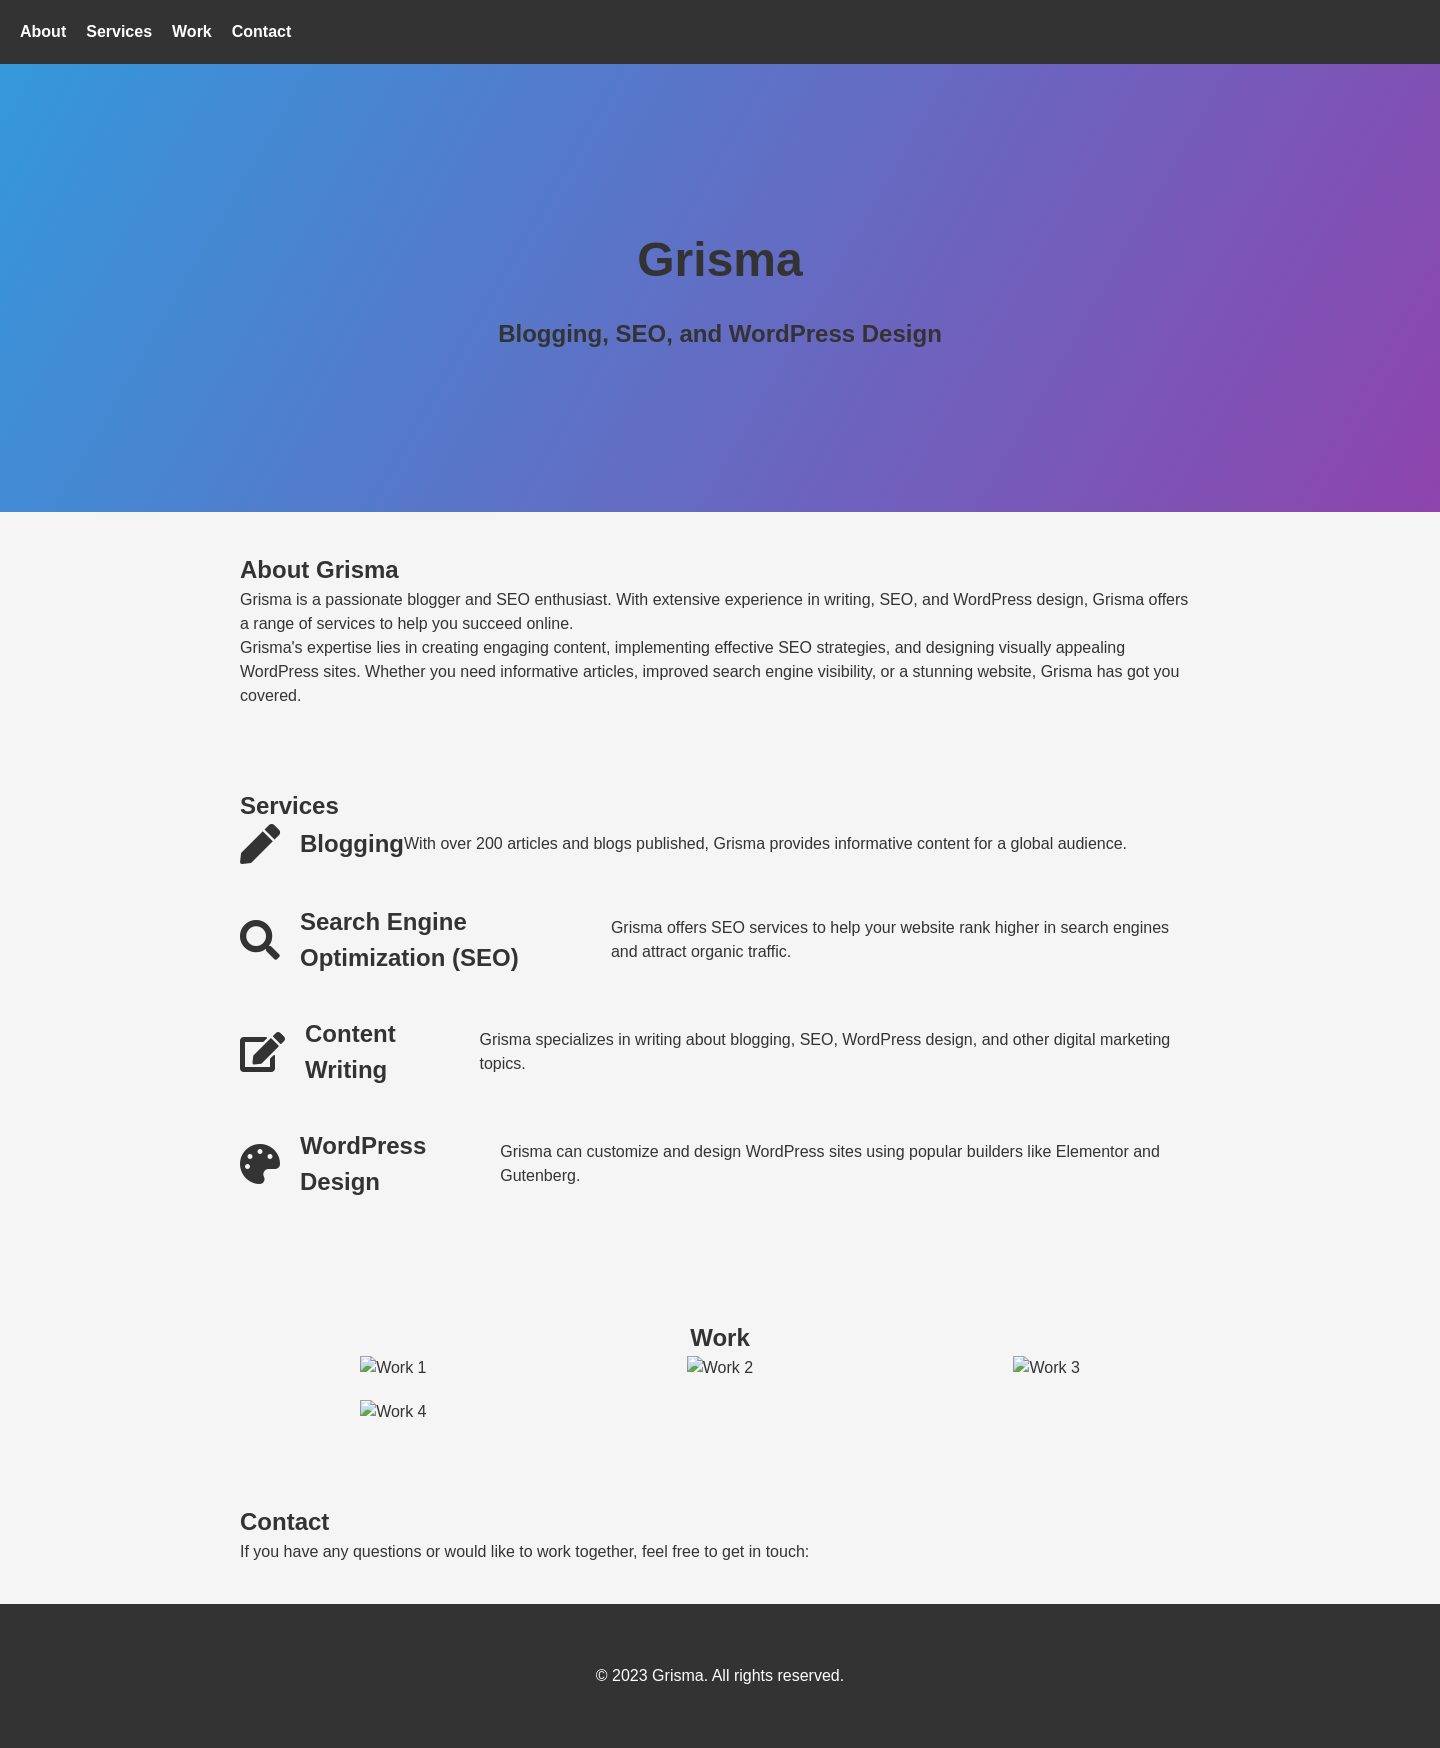 About Services Work Contact
Grisma
Blogging, SEO, and WordPress Design
About Grisma
Grisma is a passionate blogger and SEO enthusiast. With extensive experience in writing, SEO, and WordPress design, Grisma offers
a range of services to help you succeed online.
Grisma's expertise lies in creating engaging content, implementing effective SEO strategies, and designing visually appealing
WordPress sites. Whether you need informative articles, improved search engine visibility, or a stunning website, Grisma has got you
covered.
Services
Blogging With over 200 articles and blogs published, Grisma provides informative content for a global audience.
Search Engine
Optimization (SEO)
Grisma offers SEO services to help your website rank higher in search engines
and attract organic traffic.
Content
Writing
Grisma specializes in writing about blogging, SEO, WordPress design, and other digital marketing
topics.
WordPress
Design
Grisma can customize and design WordPress sites using popular builders like Elementor and
Gutenberg.
Work
Work 1 Work 2 Work 3
Work 4
Contact
If you have any questions or would like to work together, feel free to get in touch:
© 2023 Grisma. All rights reserved.